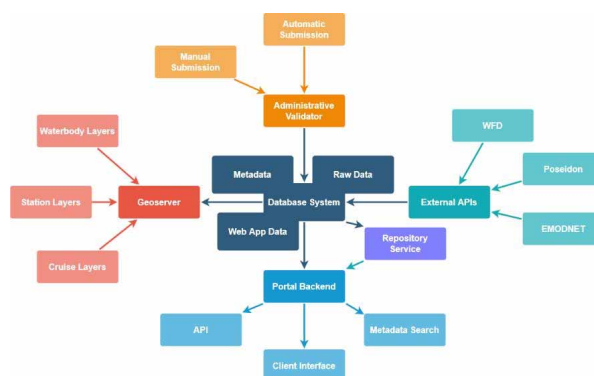 Automatic
Submission
Manual
Submission
Administrative
Validator
Waterbody Layers
WFD
Metadata
Raw Data
Poseidon
Station Layers
Geoserver
Database System
External APIs
Web App Data
Repository
Service
EMODNET
Cruise Layers
Portal Backend
API
Metadata Search
Client Interface